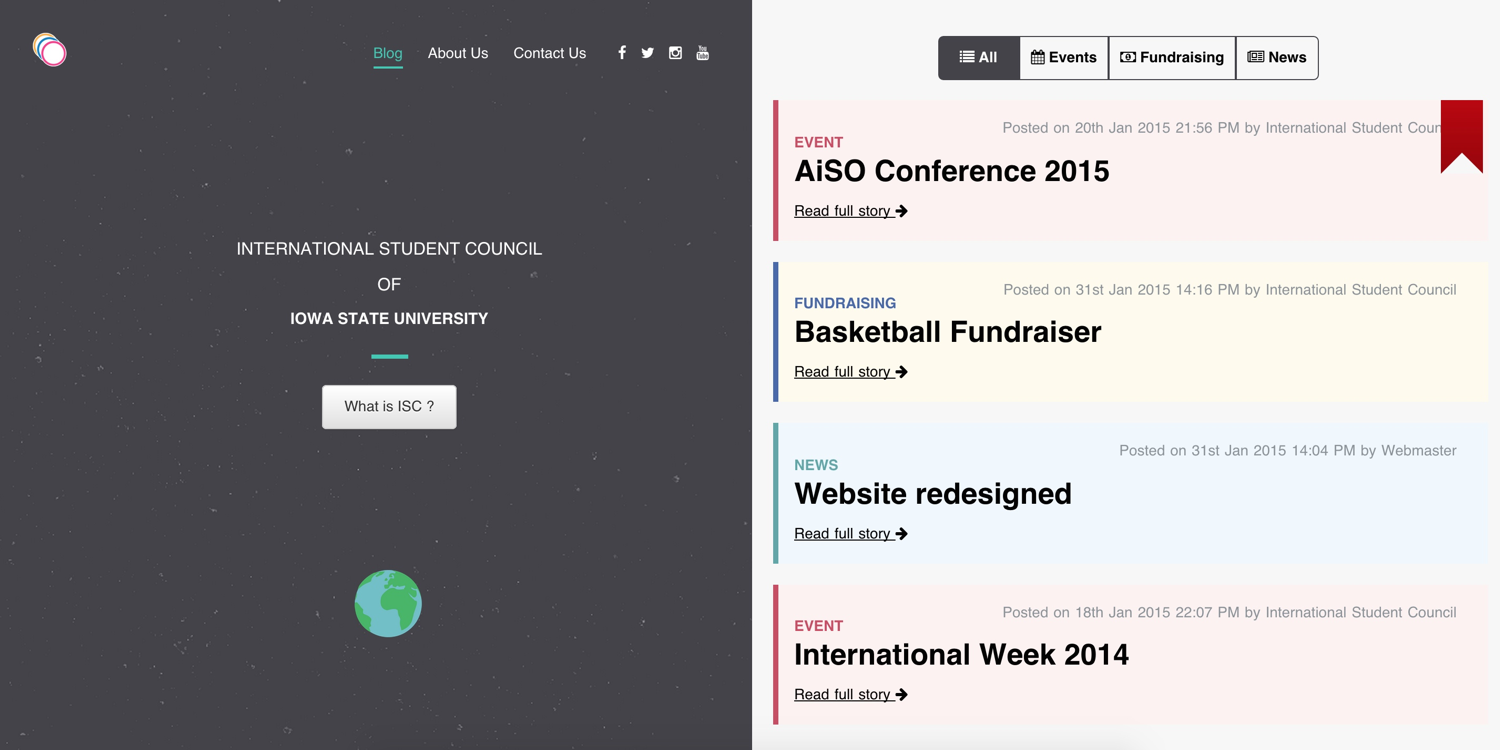 Blog About Us Contact Us
INTERNATIONAL STUDENT COUNCIL
OF
IOWA STATE UNIVERSITY
What is ISC ?
All Events Fundraising News
Posted on 20th Jan 2015 21:56 PM by International Student Coun
EVENT
AiSO Conference 2015
Read full story
Posted on 31st Jan 2015 14:16 PM by International Student Council
FUNDRAISING
Basketball Fundraiser
Read full story
Posted on 31st Jan 2015 14:04 PM by Webmaster
NEWS
Website redesigned
Read full story
Posted on 18th Jan 2015 22:07 PM by International Student Council
EVENT
International Week 2014
Read full story